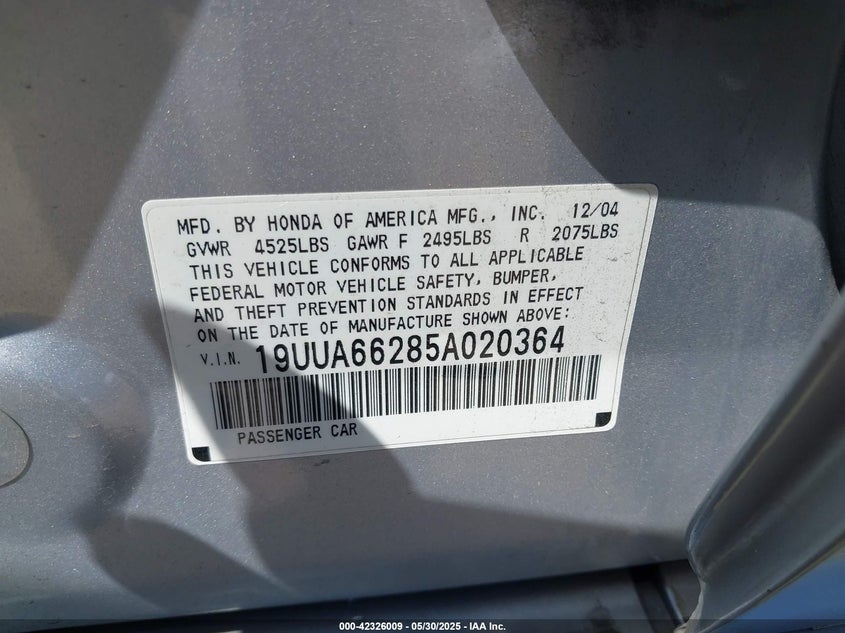 MFD. BY HONDA OF AMERICA MFG., INC. 12/04
GVWR 4525LBS GAWR F 2495LBS R 2075LBS
THIS VEHICLE CONFORMS TO ALL APPLICABLE
FEDERAL MOTOR VEHICLE SAFETY, BUMPER,
AND THEFT PREVENTION STANDARDS IN EFFECT
ON THE DATE OF MANUFACTURE SHOWN ABOVE:
V.I.N. 19UUA66285A020364
PASSENGER CAR
000-42326009 — 05/30/2025 — IAA Inc.